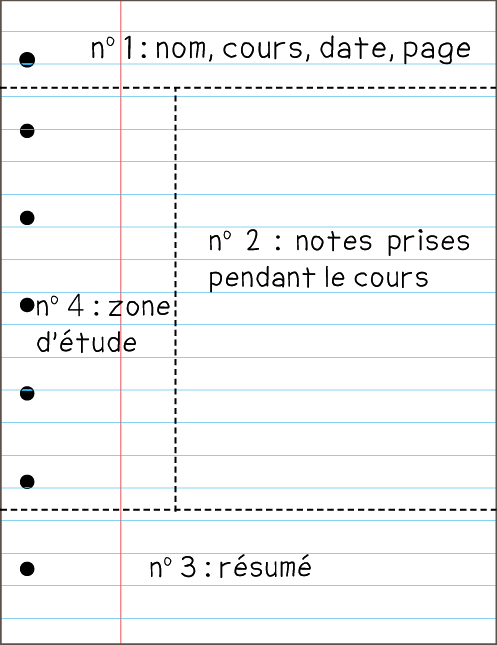 n° 1 : nom, cours, date, page
n° 2 : notes prises
pendant le cours
n° 4 : zone
d'étude
n° 3 : résumé